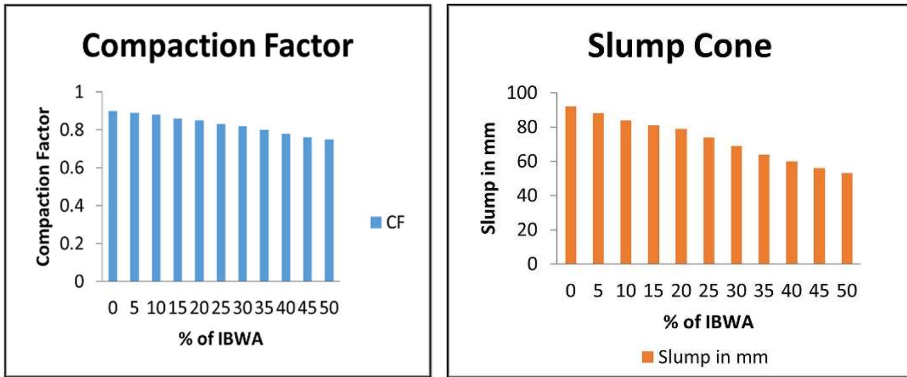 Compaction Factor
1
0.8
0.6
0.4
0.2
0
Compaction Factor
CF
0 5 10 15 20 25 30 35 40 45 50
% of IBWA
Slump Cone
100
80
60
40
20
0
Slump in mm
0 5 10 15 20 25 30 35 40 45 50
% of IBWA
Slump in mm